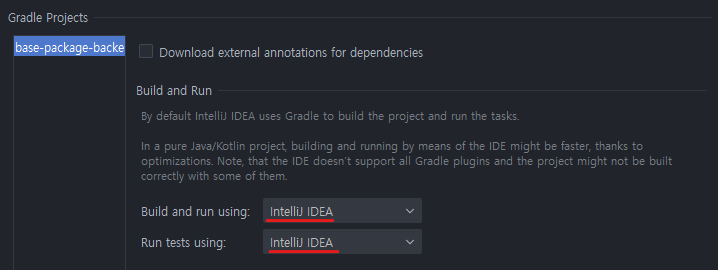 Gradle Projects
base-package-backe
Download external annotations for dependencies
Build and Run
By default IntelliJ IDEA uses Gradle to build the project and run the tasks.
In a pure Java/Kotlin project, building and running by means of the IDE might be faster, thanks to
optimizations. Note, that the IDE doesn't support all Gradle plugins and the project might not be built
correctly with some of them.
Build and run using: IntelliJ IDEA
Run tests using: IntelliJ IDEA